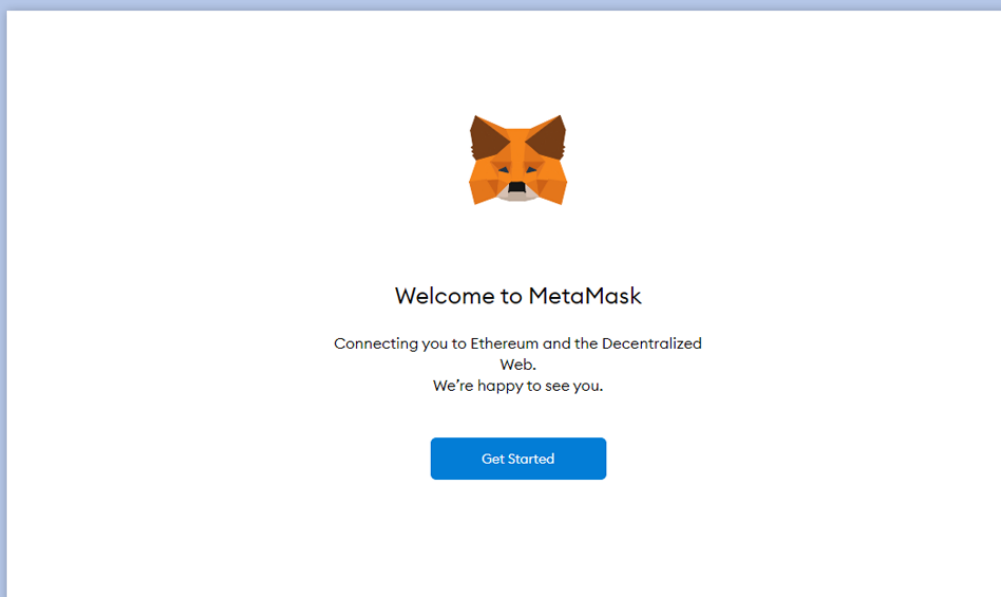 Welcome to MetaMask
Connecting you to Ethereum and the Decentralized
Web.
We’re happy to see you.
Get Started